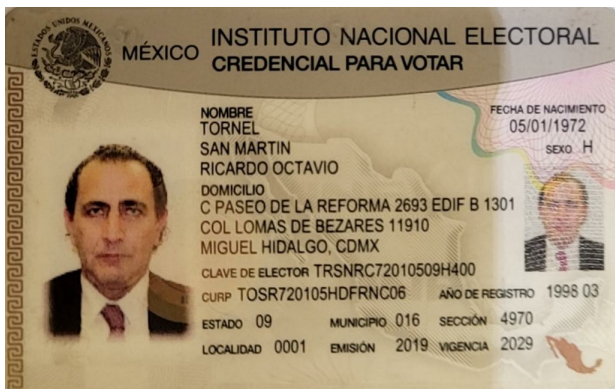 ESTADOS UNIDOS MEXICANOS
MÉXICO
INSTITUTO NACIONAL ELECTORAL
CREDENCIAL PARA VOTAR
NOMBRE
TORNEL
SAN MARTIN
RICARDO OCTAVIO
FECHA DE NACIMIENTO
05/01/1972
SEXO H
DOMICILIO
C PASEO DE LA REFORMA 2693 EDIF B 1301
COL LOMAS DE BEZARES 11910
MIGUEL HIDALGO, CDMX
CLAVE DE ELECTOR TRSNRC72010509H400
CURP TOSR720105HDFRNC06 AÑO DE REGISTRO 1998 03
ESTADO 09 MUNICIPIO 016 SECCIÓN 4970
LOCALIDAD 0001 EMISIÓN 2019 VIGENCIA 2029